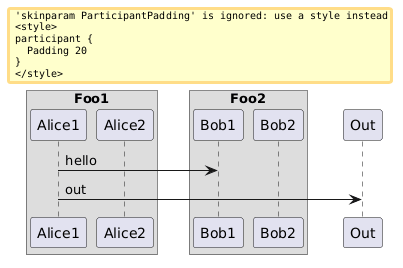 'skinparam ParticipantPadding' is ignored: use a style instead
<style>
participant {
  Padding 20
}
</style>
Foo1 Foo2
Alice1 Alice2 Bob1 Bob2 Out
hello
out
Alice1 Alice2 Bob1 Bob2 Out